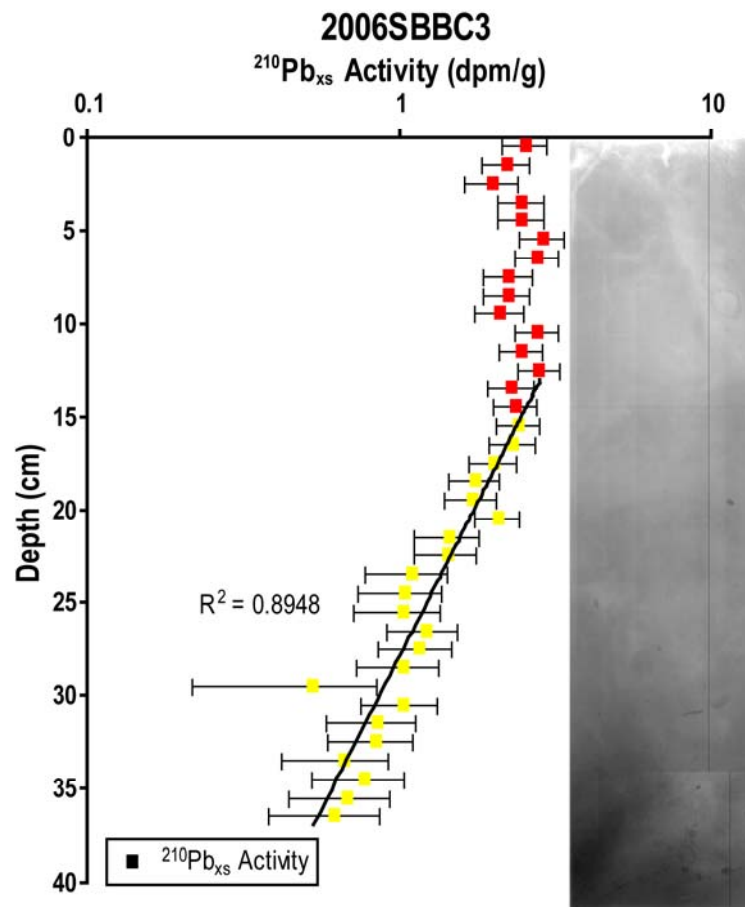 2006SBBC3
²¹⁰Pbₓₛ Activity (dpm/g)
0.1 1 10
0
5
10
15
20
25
30
35
40
Depth (cm)
R² = 0.8948
²¹⁰Pbₓₛ Activity